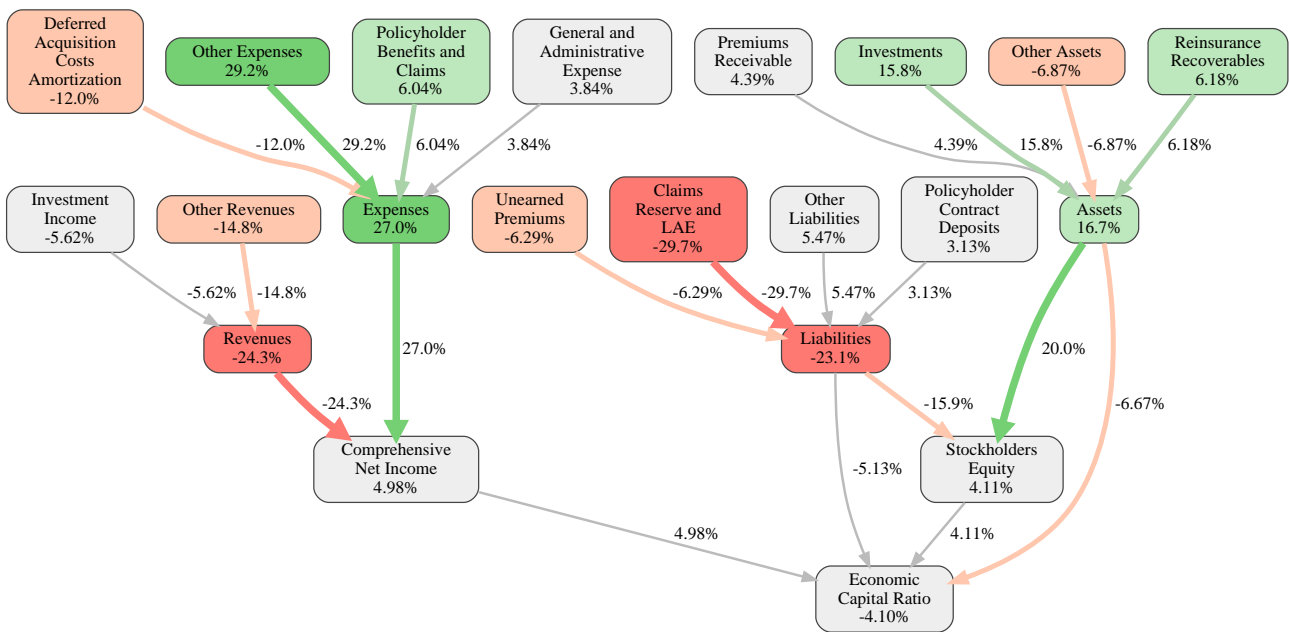 Deferred
Acquisition
Costs
Amortization
-12.0%
Other Expenses
29.2%
Policyholder
Benefits and
Claims
6.04%
General and
Administrative
Expense
3.84%
Premiums
Receivable
4.39%
Investments
15.8%
Other Assets
-6.87%
Reinsurance
Recoverables
6.18%
-12.0%
29.2%
6.04%
3.84%
4.39%
15.8%
-6.87%
6.18%
Investment
Income
-5.62%
Other Revenues
-14.8%
Expenses
27.0%
Unearned
Premiums
-6.29%
Claims
Reserve and
LAE
-29.7%
Other
Liabilities
5.47%
Policyholder
Contract
Deposits
3.13%
Assets
16.7%
-5.62%
-14.8%
-6.29%
-29.7%
5.47%
3.13%
Revenues
-24.3%
27.0%
Liabilities
-23.1%
20.0%
-24.3%
-15.9%
-6.67%
Comprehensive
Net Income
4.98%
-5.13%
Stockholders
Equity
4.11%
4.98%
4.11%
Economic
Capital Ratio
-4.10%